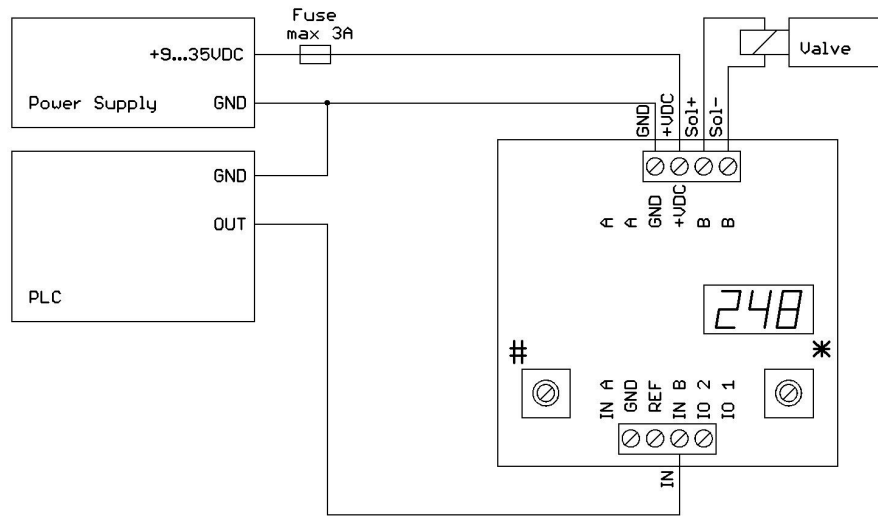 Fuse
max 3A
+9...35VDC
Power Supply
GND
GND
OUT
PLC
Valve
GND
+VDC
Sol+
Sol-
A
A
GND
+VDC
B
B
248
#
*
IN A
GND
REF
IN B
IO 2
IO 1
IN